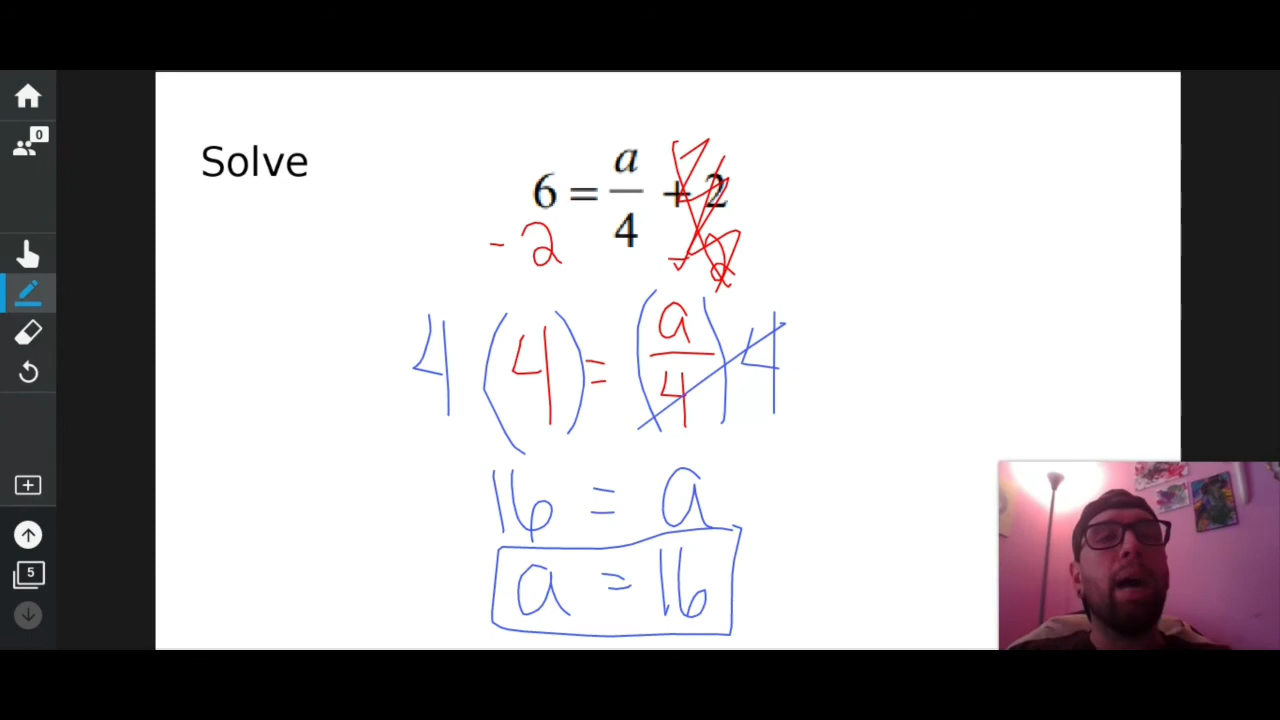 0
Solve
6 = a/4 + 2
- 2 - 2
4 (4) = (a/4) 4
16 = a
a = 16
5